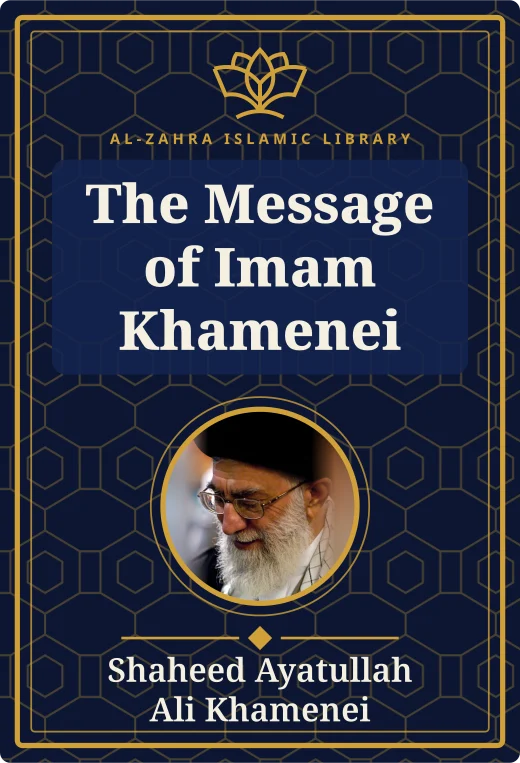 AL-ZAHRA ISLAMIC LIBRARY
The Message
of Imam
Khamenei
Shaheed Ayatullah
Ali Khamenei